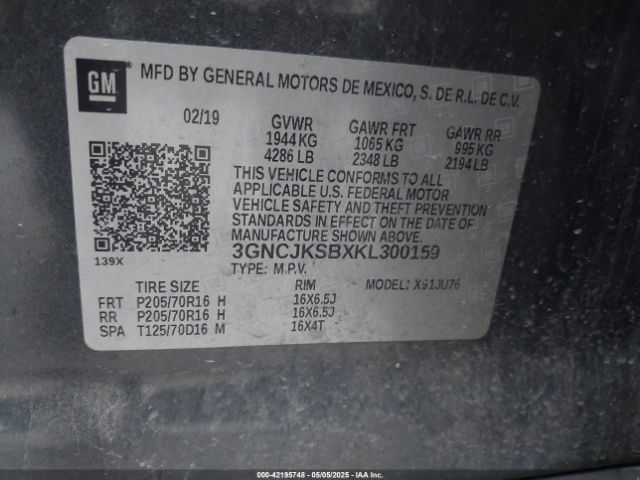 GM
MFD BY GENERAL MOTORS DE MEXICO, S. DE R.L. DE C.V.
02/19 GVWR GAWR FRT GAWR RR
1944 KG 1065 KG 995 KG
4286 LB 2348 LB 2194 LB
THIS VEHICLE CONFORMS TO ALL
APPLICABLE U.S. FEDERAL MOTOR
VEHICLE SAFETY AND THEFT PREVENTION
STANDARDS IN EFFECT ON THE DATE OF
MANUFACTURE SHOWN ABOVE.
3GNCJKSBXKL300159
139X TYPE: M.P.V. MODEL: X91JU76
TIRE SIZE RIM
FRT P205/70R16 H 16X6.5J
RR P205/70R16 H 16X6.5J
SPA T125/70D16 M 16X4T
000-42195748 - 05/05/2025 - IAA Inc.